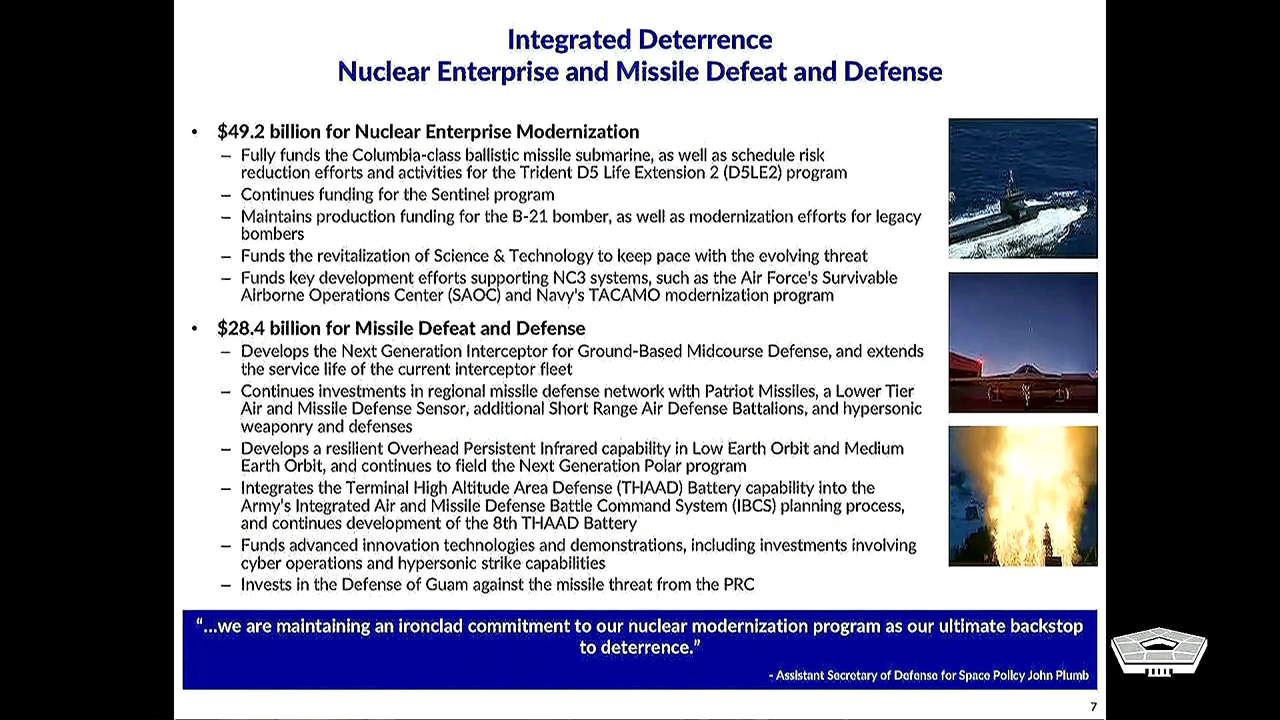 Integrated Deterrence
Nuclear Enterprise and Missile Defeat and Defense
• $49.2 billion for Nuclear Enterprise Modernization
– Fully funds the Columbia-class ballistic missile submarine, as well as schedule risk
reduction efforts and activities for the Trident D5 Life Extension 2 (D5LE2) program
– Continues funding for the Sentinel program
– Maintains production funding for the B-21 bomber, as well as modernization efforts for legacy
bombers
– Funds the revitalization of Science & Technology to keep pace with the evolving threat
– Funds key development efforts supporting NC3 systems, such as the Air Force's Survivable
Airborne Operations Center (SAOC) and Navy's TACAMO modernization program
• $28.4 billion for Missile Defeat and Defense
– Develops the Next Generation Interceptor for Ground-Based Midcourse Defense, and extends
the service life of the current interceptor fleet
– Continues investments in regional missile defense network with Patriot Missiles, a Lower Tier
Air and Missile Defense Sensor, additional Short Range Air Defense Battalions, and hypersonic
weaponry and defenses
– Develops a resilient Overhead Persistent Infrared capability in Low Earth Orbit and Medium
Earth Orbit, and continues to field the Next Generation Polar program
– Integrates the Terminal High Altitude Area Defense (THAAD) Battery capability into the
Army's Integrated Air and Missile Defense Battle Command System (IBCS) planning process,
and continues development of the 8th THAAD Battery
– Funds advanced innovation technologies and demonstrations, including investments involving
cyber operations and hypersonic strike capabilities
– Invests in the Defense of Guam against the missile threat from the PRC
“...we are maintaining an ironclad commitment to our nuclear modernization program as our ultimate backstop
to deterrence.”
- Assistant Secretary of Defense for Space Policy John Plumb
7